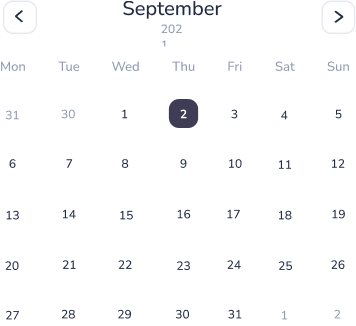 September
202
1
Mon Tue Wed Thu Fri Sat Sun
31 30 1 2 3 4 5
6 7 8 9 10 11 12
13 14 15 16 17 18 19
20 21 22 23 24 25 26
27 28 29 30 31 1 2